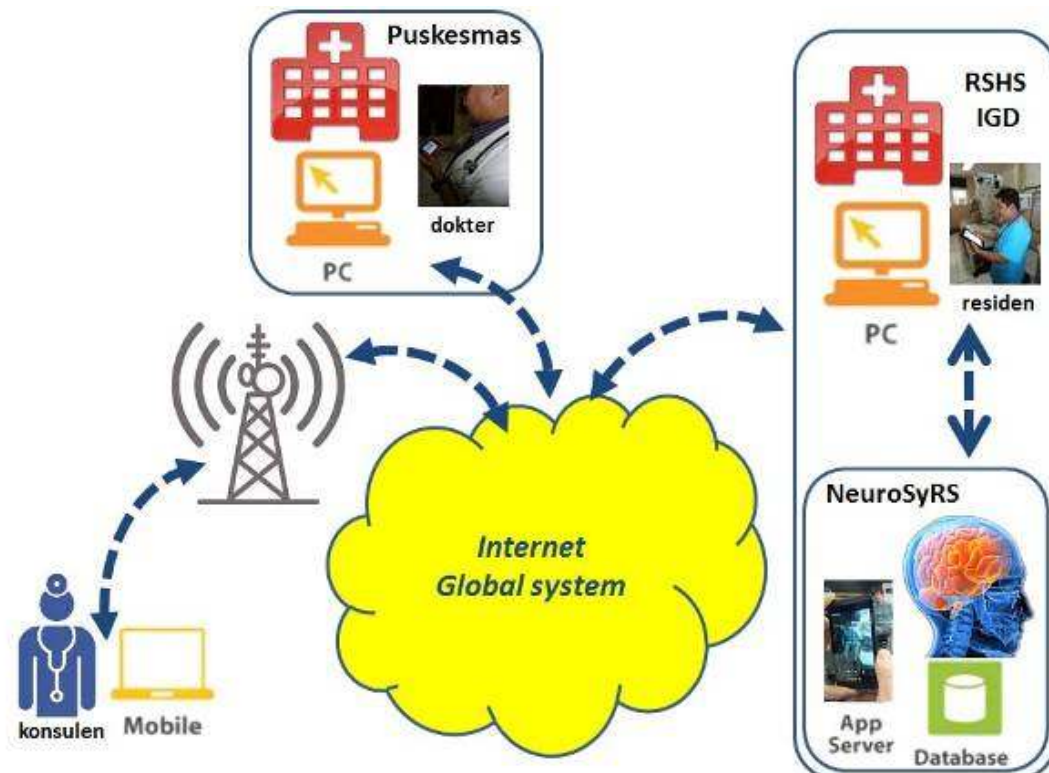 Puskesmas
dokter
PC
RSHS
IGD
residen
PC
Internet
Global system
NeuroSyRS
App
Server
Database
konsulen
Mobile